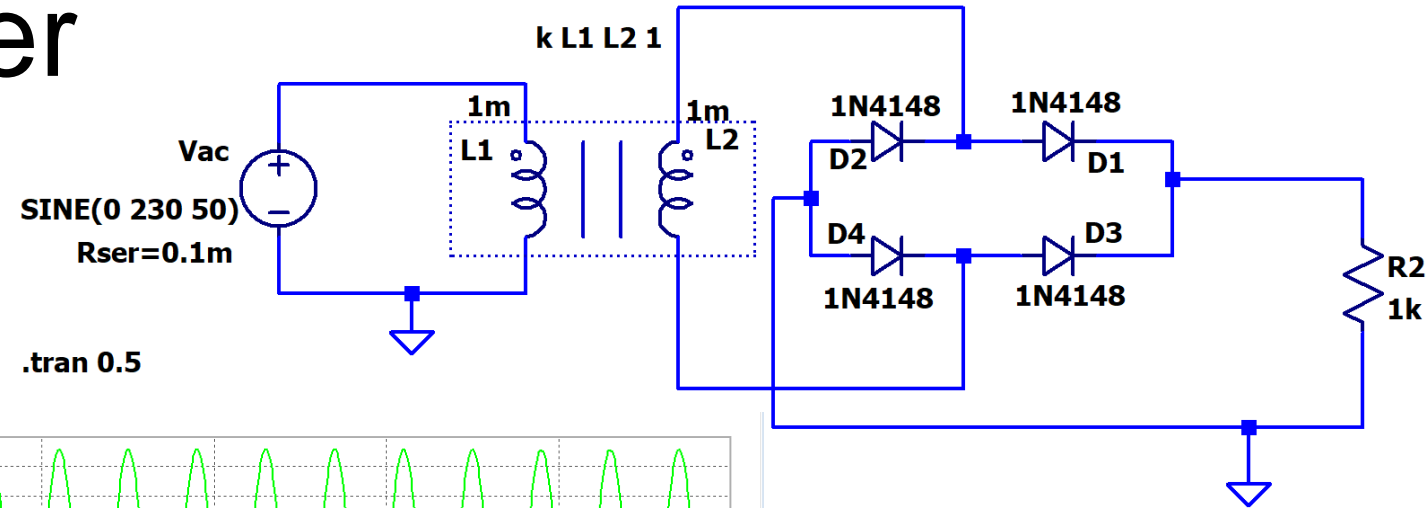 er
k L1 L2 1
1m
1m
L1
L2
Vac
SINE(0 230 50)
Rser=0.1m
1N4148
1N4148
D2
D1
D4
D3
1N4148
1N4148
R2
1k
.tran 0.5